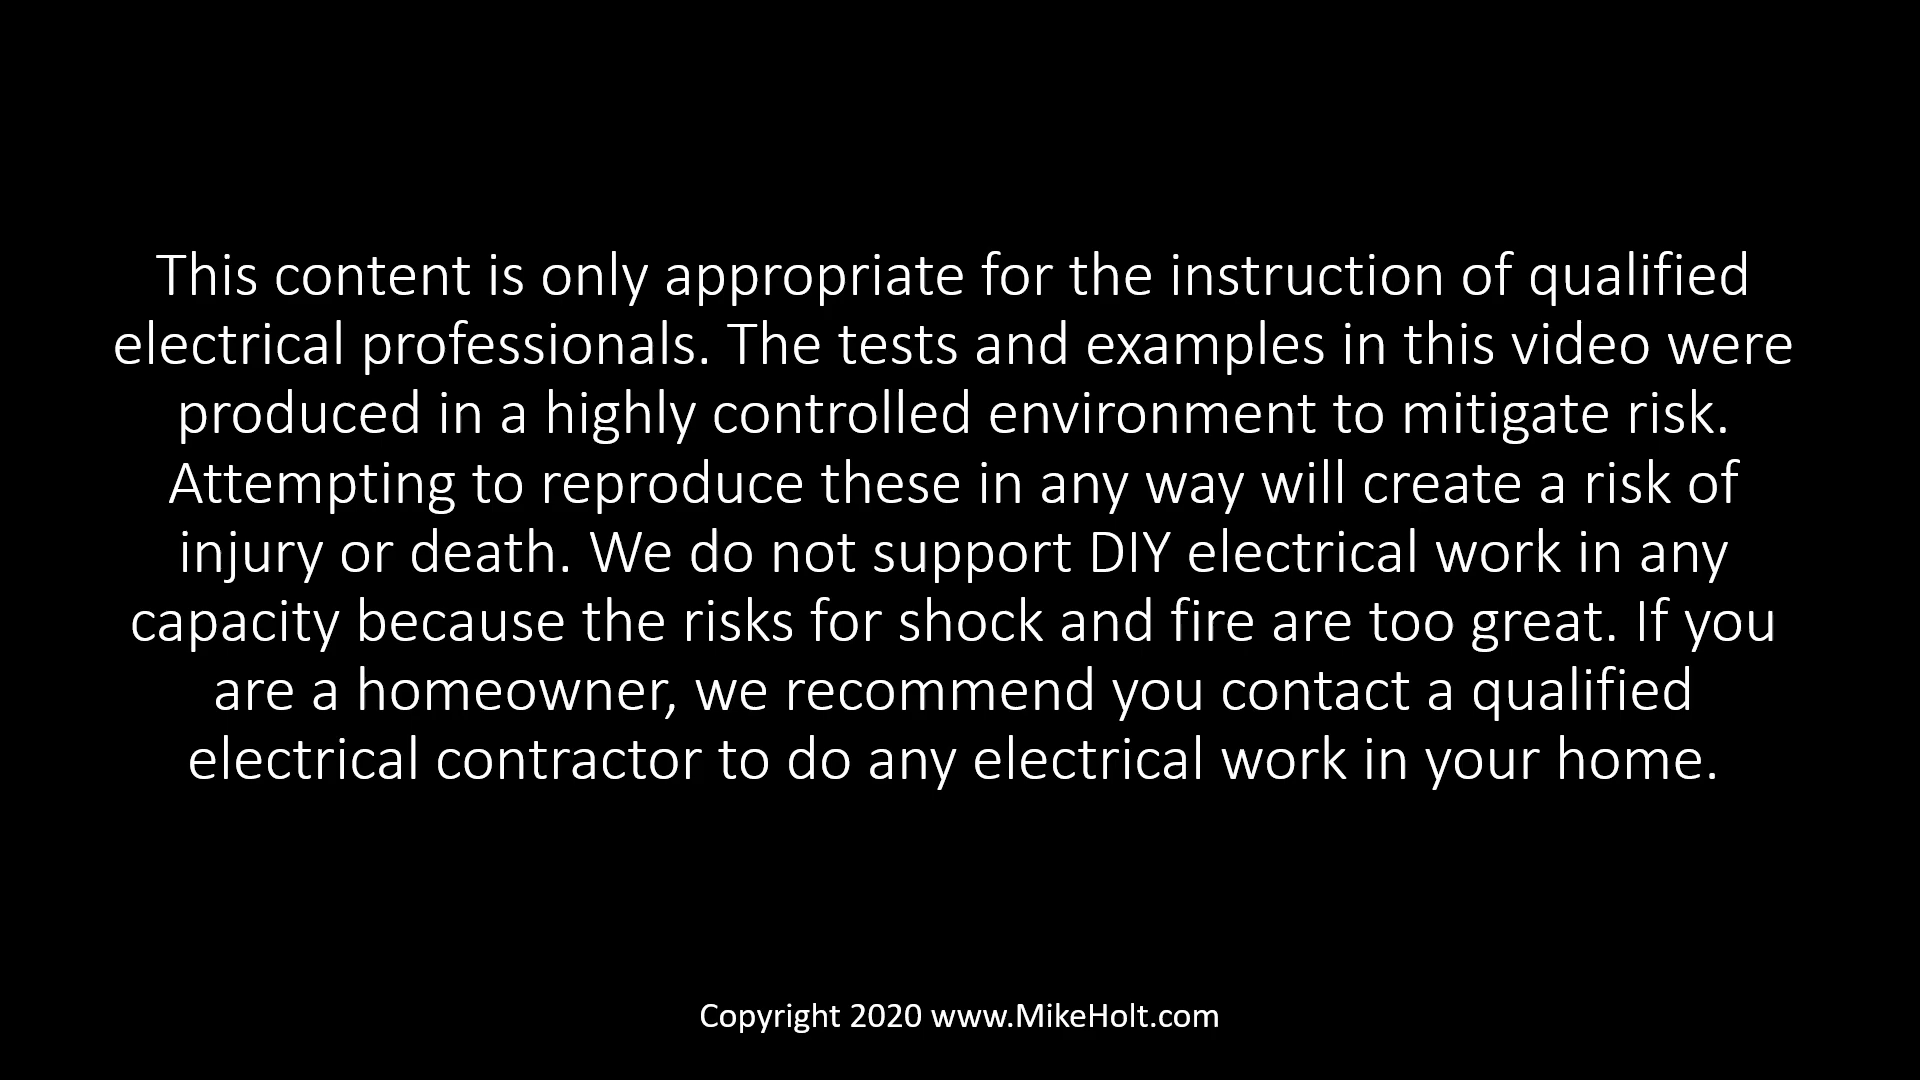 This content is only appropriate for the instruction of qualified
electrical professionals. The tests and examples in this video were
produced in a highly controlled environment to mitigate risk.
Attempting to reproduce these in any way will create a risk of
injury or death. We do not support DIY electrical work in any
capacity because the risks for shock and fire are too great. If you
are a homeowner, we recommend you contact a qualified
electrical contractor to do any electrical work in your home.
Copyright 2020 www.MikeHolt.com